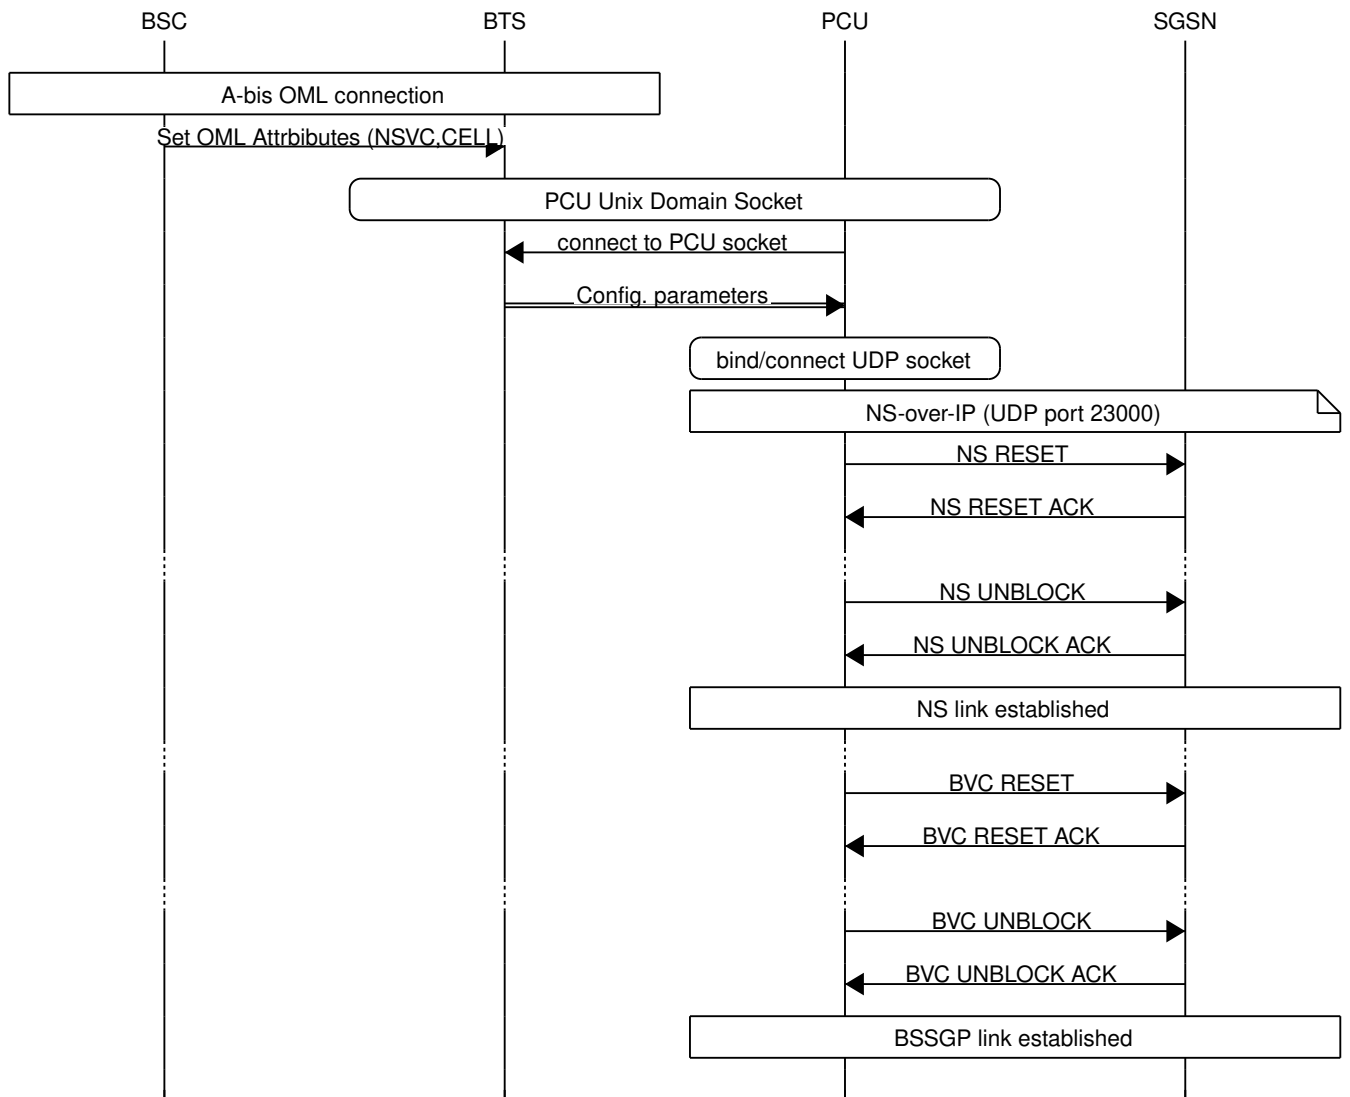 BSC BTS PCU SGSN
A-bis OML connection
Set OML Attrbibutes (NSVC,CELL)
PCU Unix Domain Socket
connect to PCU socket
Config. parameters
bind/connect UDP socket
NS-over-IP (UDP port 23000)
NS RESET
NS RESET ACK
NS UNBLOCK
NS UNBLOCK ACK
NS link established
BVC RESET
BVC RESET ACK
BVC UNBLOCK
BVC UNBLOCK ACK
BSSGP link established